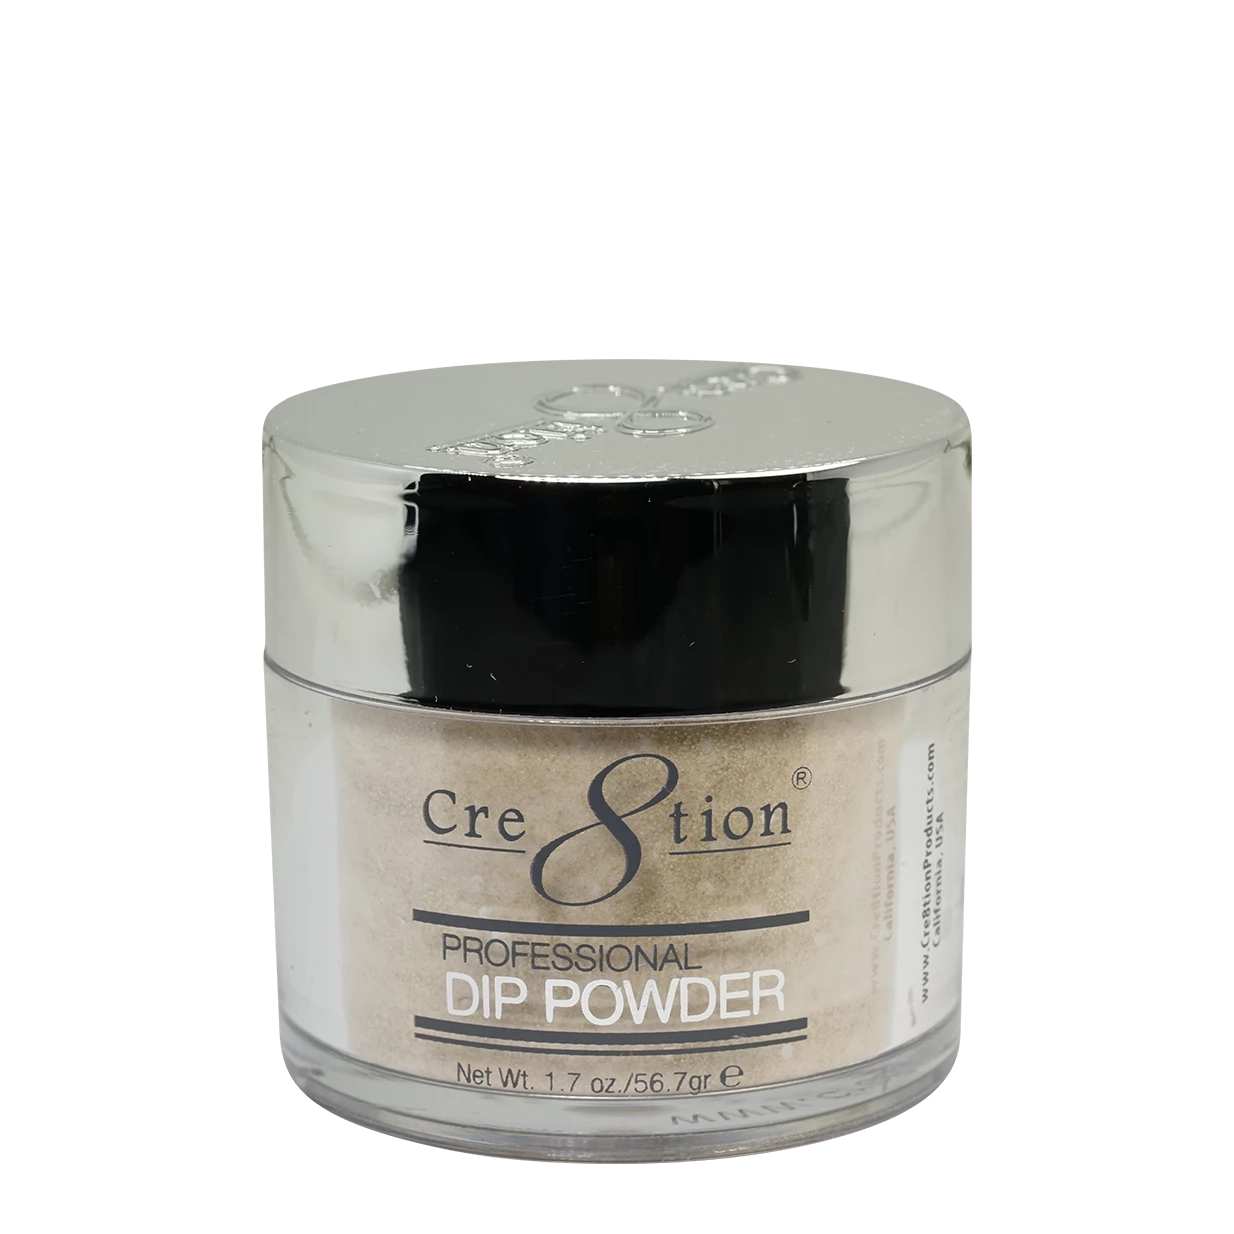 Cre8tion®
PROFESSIONAL
DIP POWDER
Net Wt. 1.7 oz./56.7gr ℮
www.Cre8tionProducts.com
California, USA